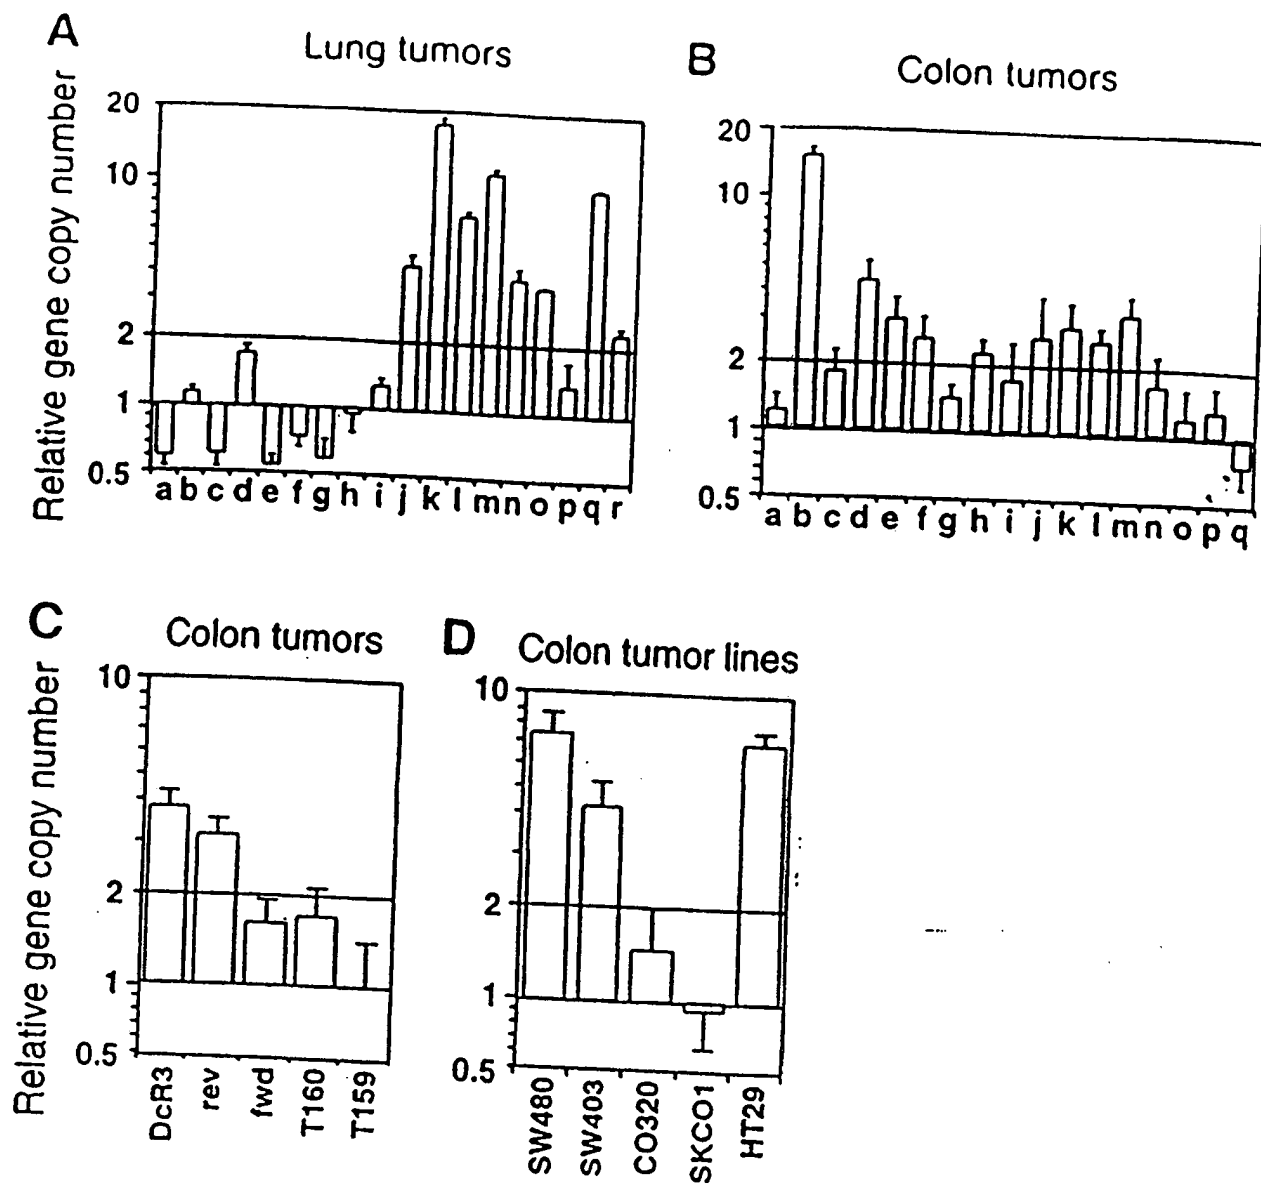 A
Lung tumors
Relative gene copy number
20
10
2
1
0.5
a b c d e f g h i j k l m n o p q r
B
Colon tumors
20
10
2
1
0.5
a b c d e f g h i j k l m n o p q
C
Colon tumors
Relative gene copy number
10
2
1
0.5
DcR3
rev
fwd
T160
T159
D
Colon tumor lines
10
2
1
0.5
SW480
SW403
CO320
SKCO1
HT29